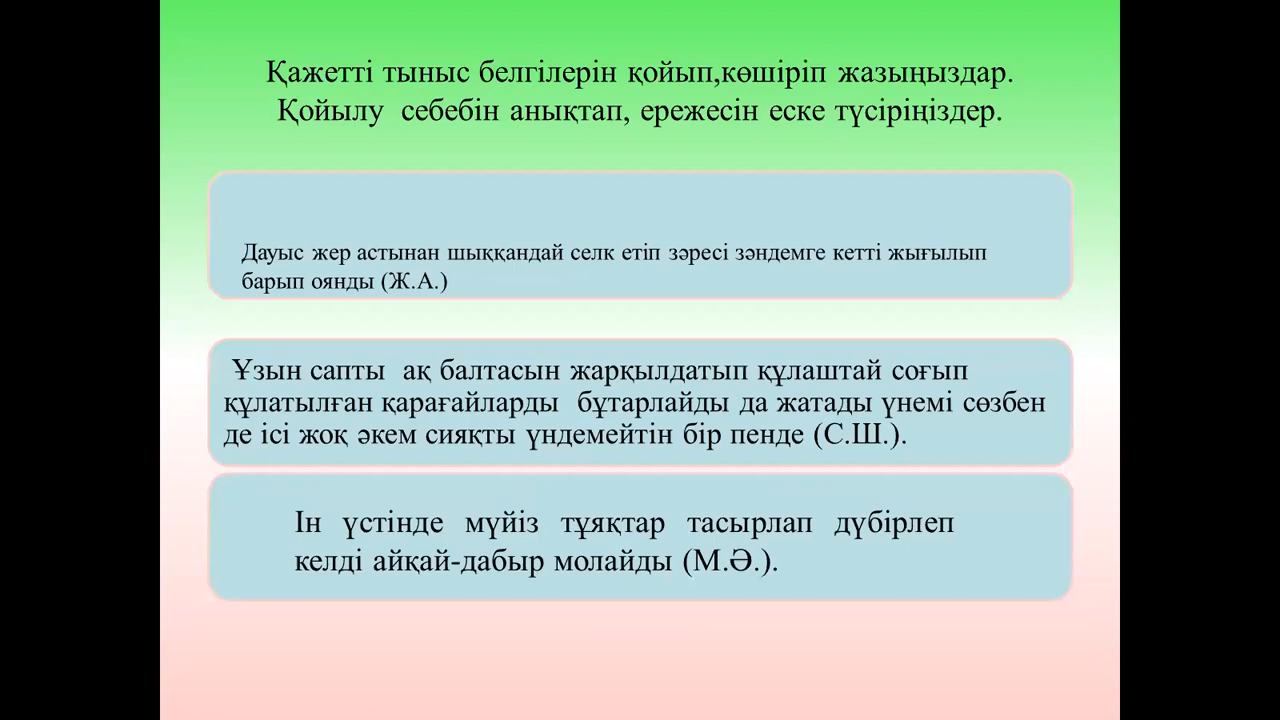 Қажетті тыныс белгілерін қойып,көшіріп жазыңыздар.
Қойылу себебін анықтап, ережесін еске түсіріңіздер.
Дауыс жер астынан шыққандай селк етіп зәресі зәндемге кетті жығылып
барып оянды (Ж.А.)
Ұзын сапты ақ балтасын жарқылдатып құлаштай соғып
құлатылған қарағайларды бұтарлайды да жатады үнемі сөзбен
де ісі жоқ әкем сияқты үндемейтін бір пенде (С.Ш.).
Ін үстінде мүйіз тұяқтар тасырлап дүбірлеп
келді айқай-дабыр молайды (М.Ә.).